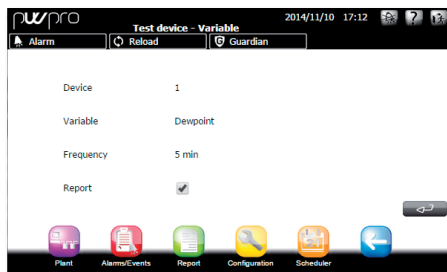 pwpro
Test device - Variable
2014/11/10 17:12
?
Alarm
Reload
Guardian
Device 1
Variable Dewpoint
Frequency 5 min
Report
Plant Alarms/Events Report Configuration Scheduler